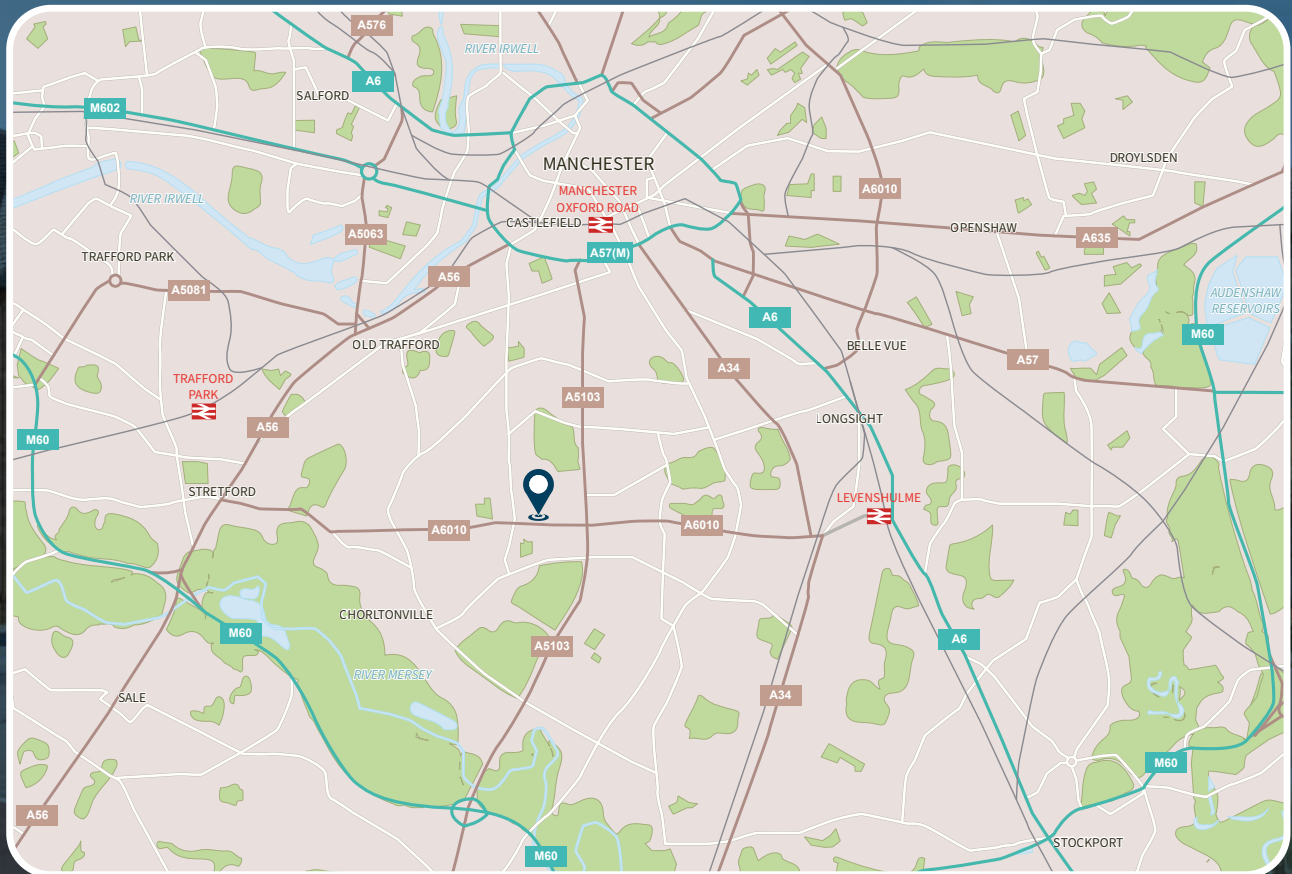 A576
RIVER IRWELL
A6
SALFORD
M602
MANCHESTER
DROYLSDEN
MANCHESTER
OXFORD ROAD
A6010
RIVER IRWELL
CASTLEFIELD
OPENSHAW
A5063
A635
TRAFFORD PARK
A57(M)
A56
A5081
AUDENSHAW
RESERVOIRS
A6
M60
OLD TRAFFORD
BELLE VUE
A57
A34
TRAFFORD
PARK
A5103
LONGSIGHT
A56
M60
STRETFORD
LEVENSHULME
A6010
A6010
CHORLTONVILLE
M60
A6
A5103
RIVER MERSEY
SALE
A34
M60
A56
STOCKPORT
M60